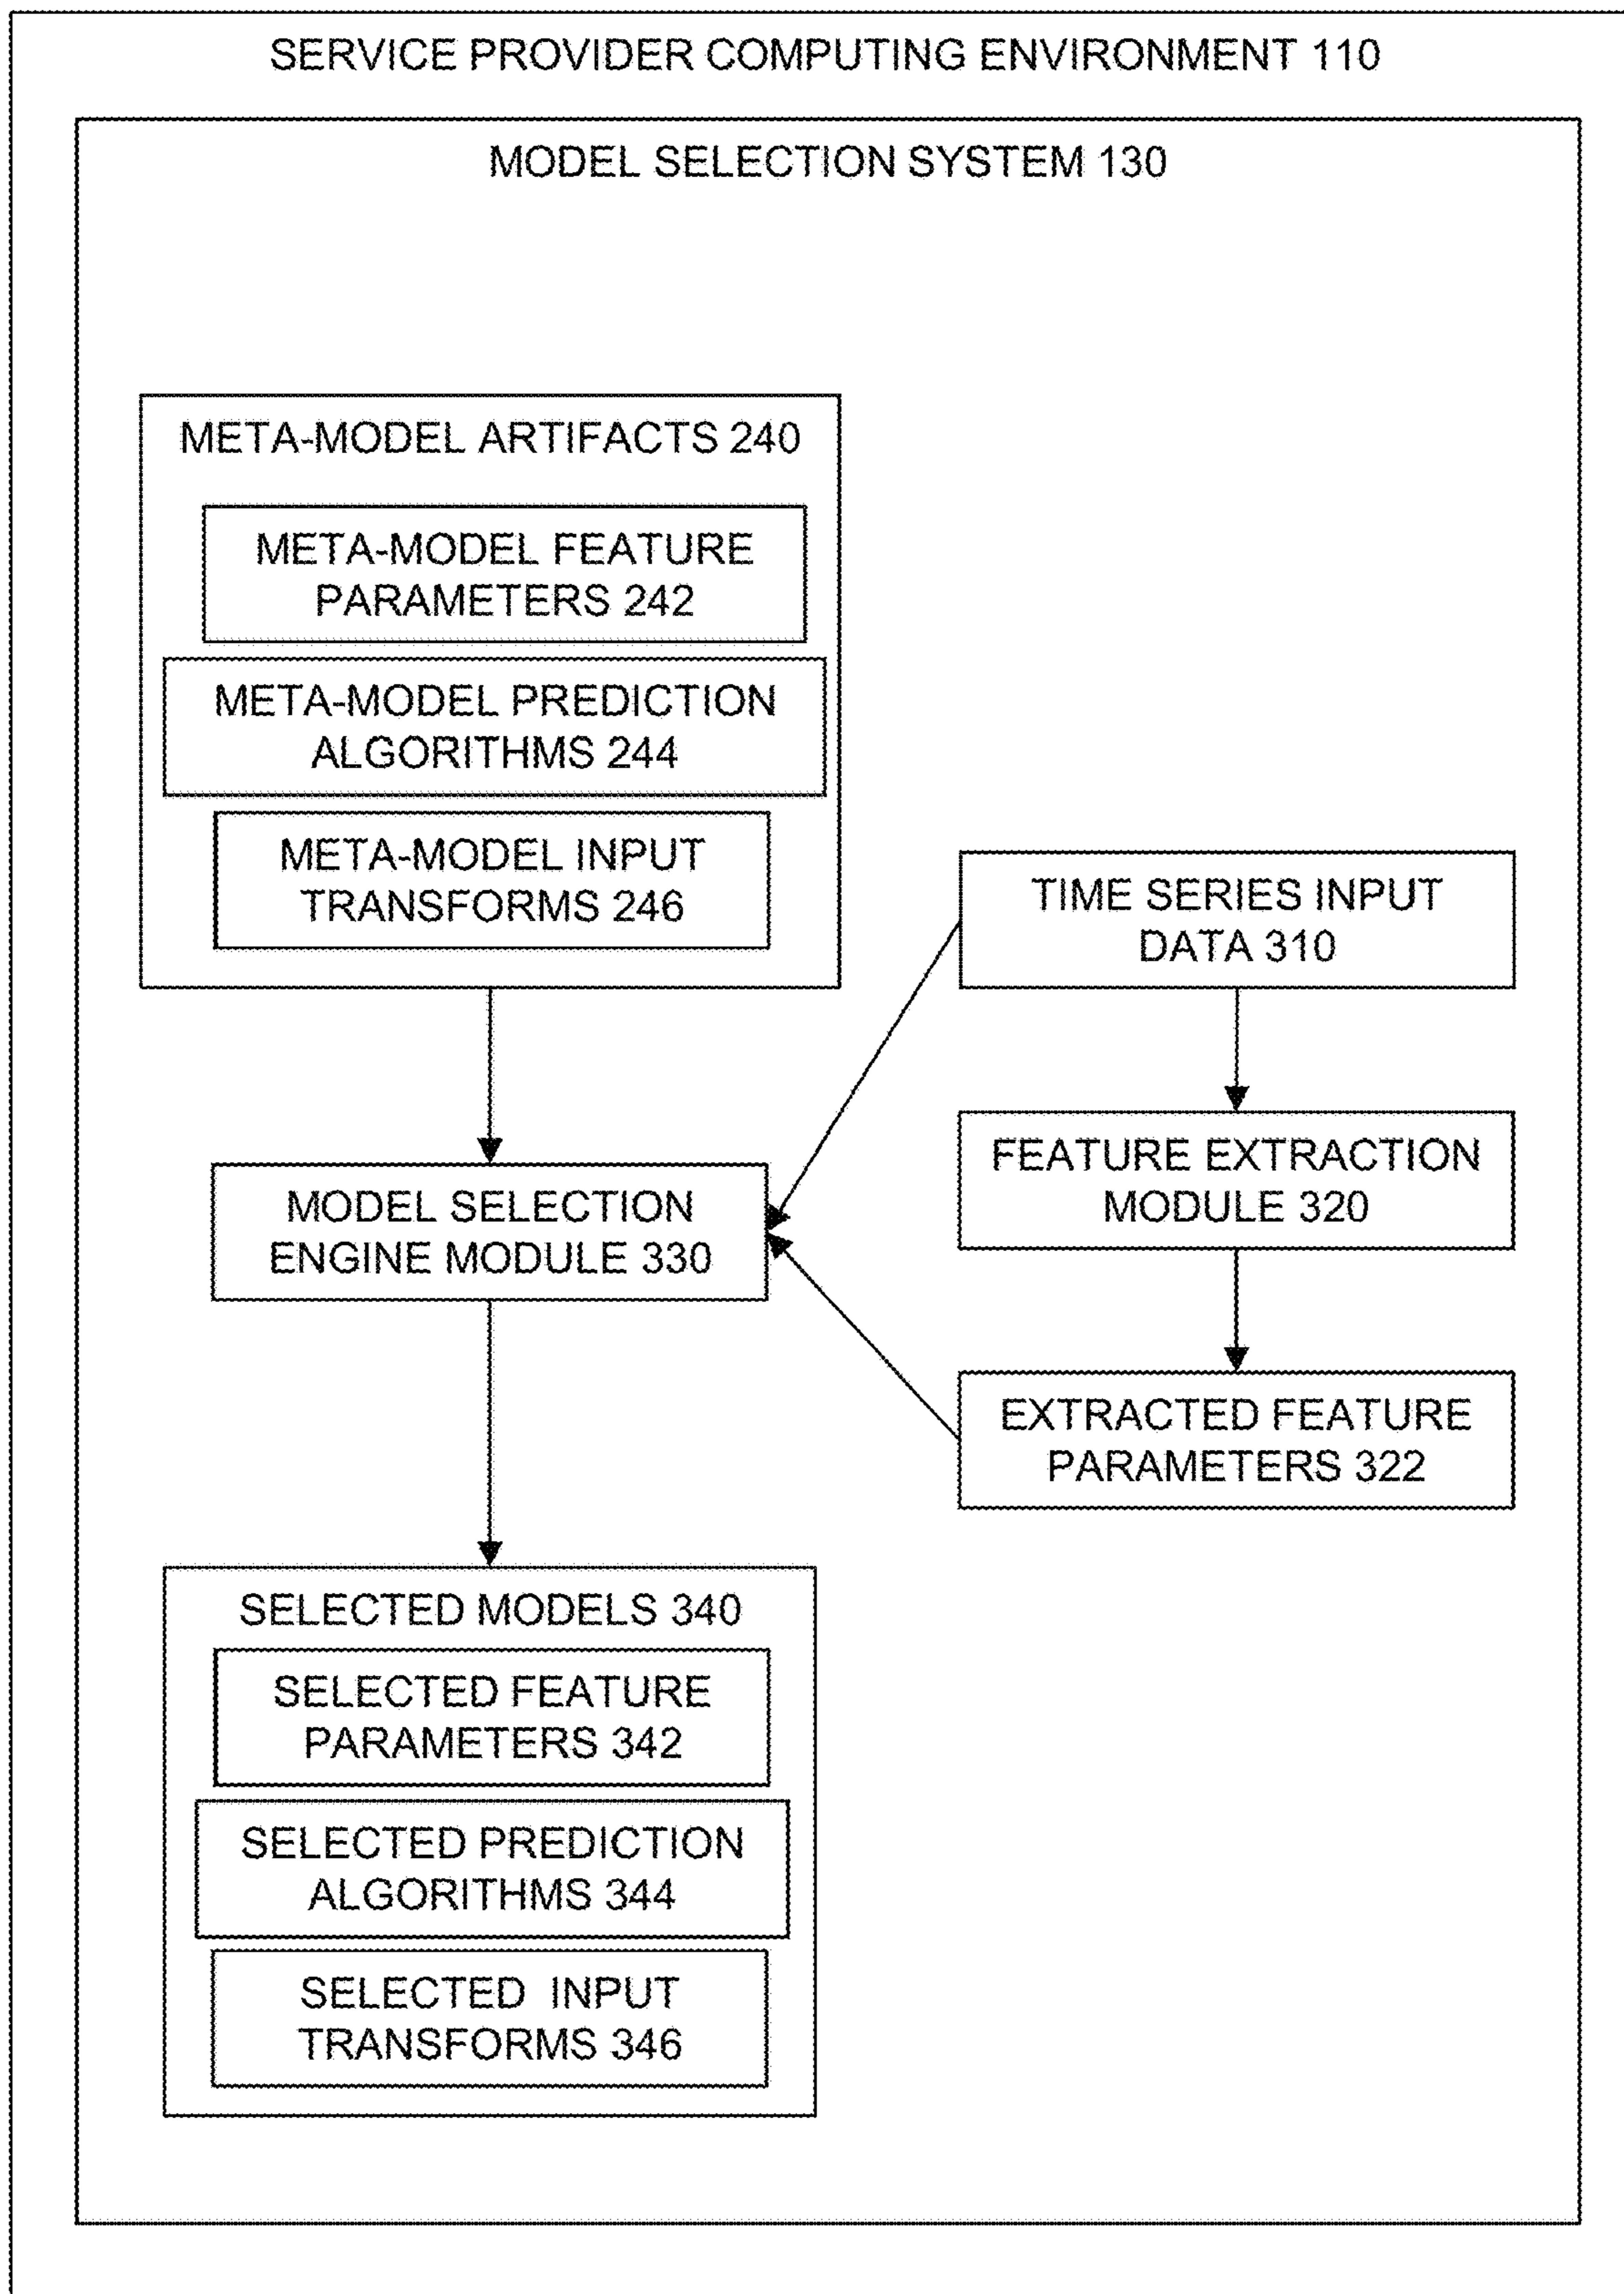 SERVICE PROVIDER COMPUTING ENVIRONMENT 110
MODEL SELECTION SYSTEM 130
META-MODEL ARTIFACTS 240
META-MODEL FEATURE
PARAMETERS 242
META-MODEL PREDICTION
ALGORITHMS 244
META-MODEL INPUT
TRANSFORMS 246
TIME SERIES INPUT
DATA 310
FEATURE EXTRACTION
MODULE 320
MODEL SELECTION
ENGINE MODULE 330
EXTRACTED FEATURE
PARAMETERS 322
SELECTED MODELS 340
SELECTED FEATURE
PARAMETERS 342
SELECTED PREDICTION
ALGORITHMS 344
SELECTED INPUT
TRANSFORMS 346